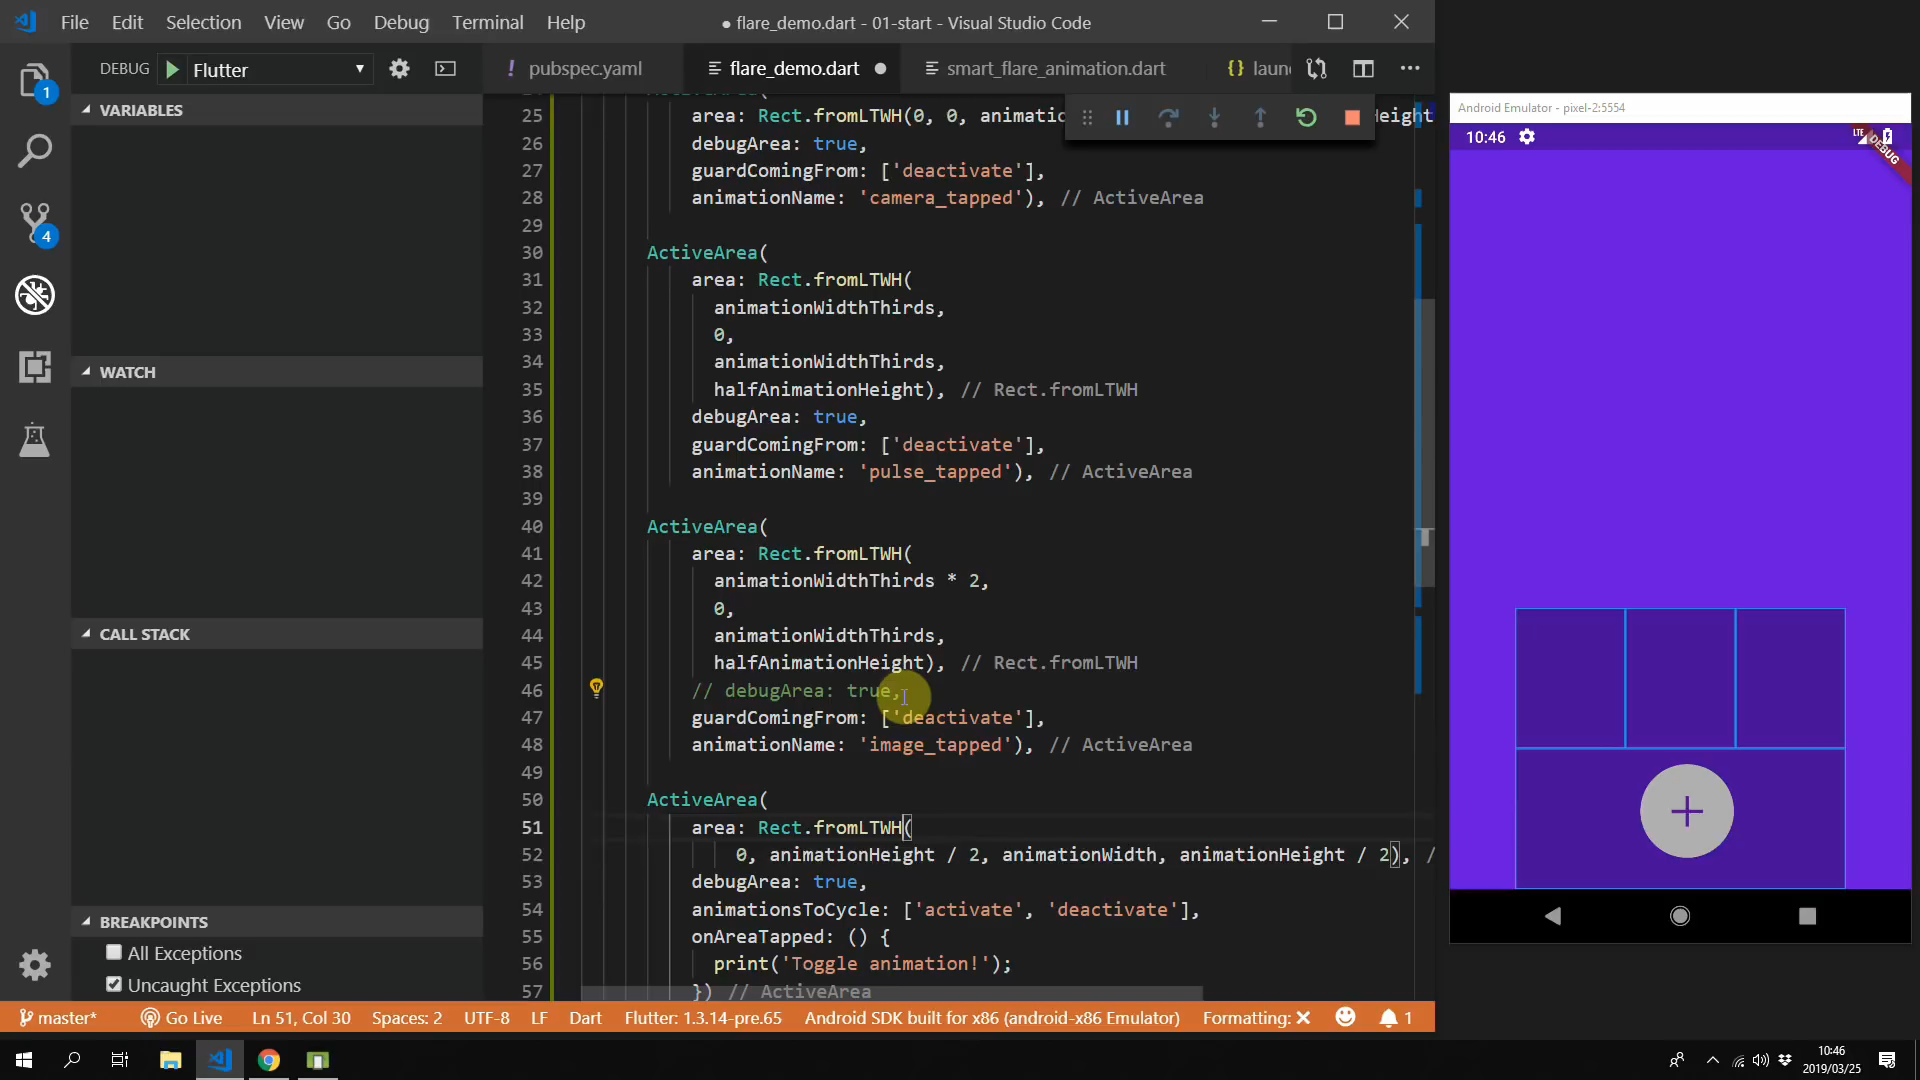 File Edit Selection View Go Debug Terminal Help
● flare_demo.dart - 01-start - Visual Studio Code
DEBUG Flutter
! pubspec.yaml
flare_demo.dart ●
smart_flare_animation.dart
{} laun
VARIABLES
WATCH
CALL STACK
BREAKPOINTS
All Exceptions
Uncaught Exceptions
1
4
25 area: Rect.fromLTWH(0, 0, animatio
26 debugArea: true,
27 guardComingFrom: ['deactivate'],
28 animationName: 'camera_tapped'), // ActiveArea
29
30 ActiveArea(
31 area: Rect.fromLTWH(
32 animationWidthThirds,
33 0,
34 animationWidthThirds,
35 halfAnimationHeight), // Rect.fromLTWH
36 debugArea: true,
37 guardComingFrom: ['deactivate'],
38 animationName: 'pulse_tapped'), // ActiveArea
39
40 ActiveArea(
41 area: Rect.fromLTWH(
42 animationWidthThirds * 2,
43 0,
44 animationWidthThirds,
45 halfAnimationHeight), // Rect.fromLTWH
46 // debugArea: true,
47 guardComingFrom: ['deactivate'],
48 animationName: 'image_tapped'), // ActiveArea
49
50 ActiveArea(
51 area: Rect.fromLTWH(
52 0, animationHeight / 2, animationWidth, animationHeight / 2), /
53 debugArea: true,
54 animationsToCycle: ['activate', 'deactivate'],
55 onAreaTapped: () {
56 print('Toggle animation!');
57 }) // ActiveArea
Android Emulator - pixel-2:5554
10:46
LTE
DEBUG
master* Go Live Ln 51, Col 30 Spaces: 2 UTF-8 LF Dart Flutter: 1.3.14-pre.65 Android SDK built for x86 (android-x86 Emulator) Formatting: ✕ 1
10:46
2019/03/25